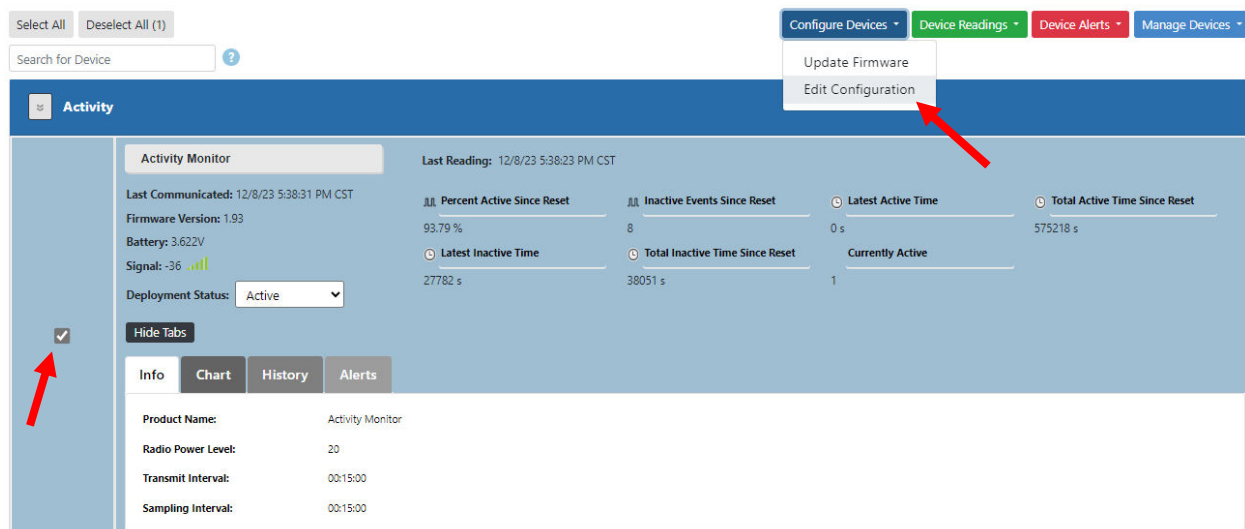 Select All Deselect All (1) Configure Devices Device Readings Device Alerts Manage Devices
Search for Device ?
Update Firmware
Edit Configuration
Activity
Activity Monitor
Last Communicated: 12/8/23 5:38:31 PM CST
Firmware Version: 1.93
Battery: 3.622V
Signal: -36
Deployment Status: Active
Last Reading: 12/8/23 5:38:23 PM CST
Percent Active Since Reset Inactive Events Since Reset Latest Active Time Total Active Time Since Reset
93.79 % 8 0 s 575218 s
Latest Inactive Time Total Inactive Time Since Reset Currently Active
27782 s 38051 s 1
Hide Tabs
Info Chart History Alerts
Product Name: Activity Monitor
Radio Power Level: 20
Transmit Interval: 00:15:00
Sampling Interval: 00:15:00